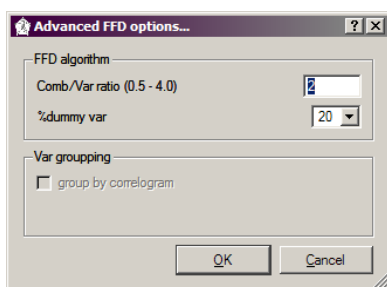 Advanced FFD options...
FFD algorithm
Comb/Var ratio (0.5 - 4.0) 2
%dummy var 20
Var groupping
group by correlogram
OK Cancel